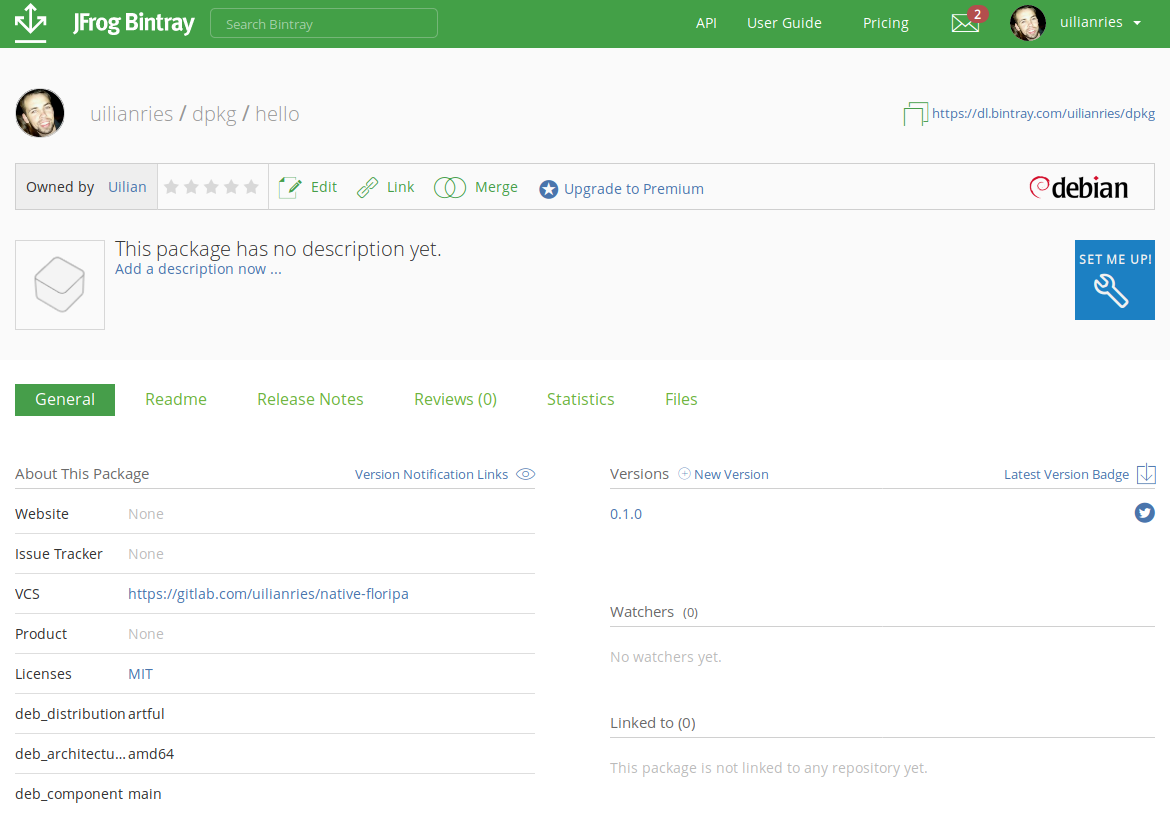 JFrog Bintray Search Bintray API User Guide Pricing 2 uilianries
uilianries / dpkg / hello https://dl.bintray.com/uilianries/dpkg
Owned by Uilian Edit Link Merge Upgrade to Premium debian
This package has no description yet.
Add a description now ...
SET ME UP!
General Readme Release Notes Reviews (0) Statistics Files
About This Package Version Notification Links
Website None
Issue Tracker None
VCS https://gitlab.com/uilianries/native-floripa
Product None
Licenses MIT
deb_distribution artful
deb_architectu... amd64
deb_component main
Versions New Version Latest Version Badge
0.1.0
Watchers (0)
No watchers yet.
Linked to (0)
This package is not linked to any repository yet.